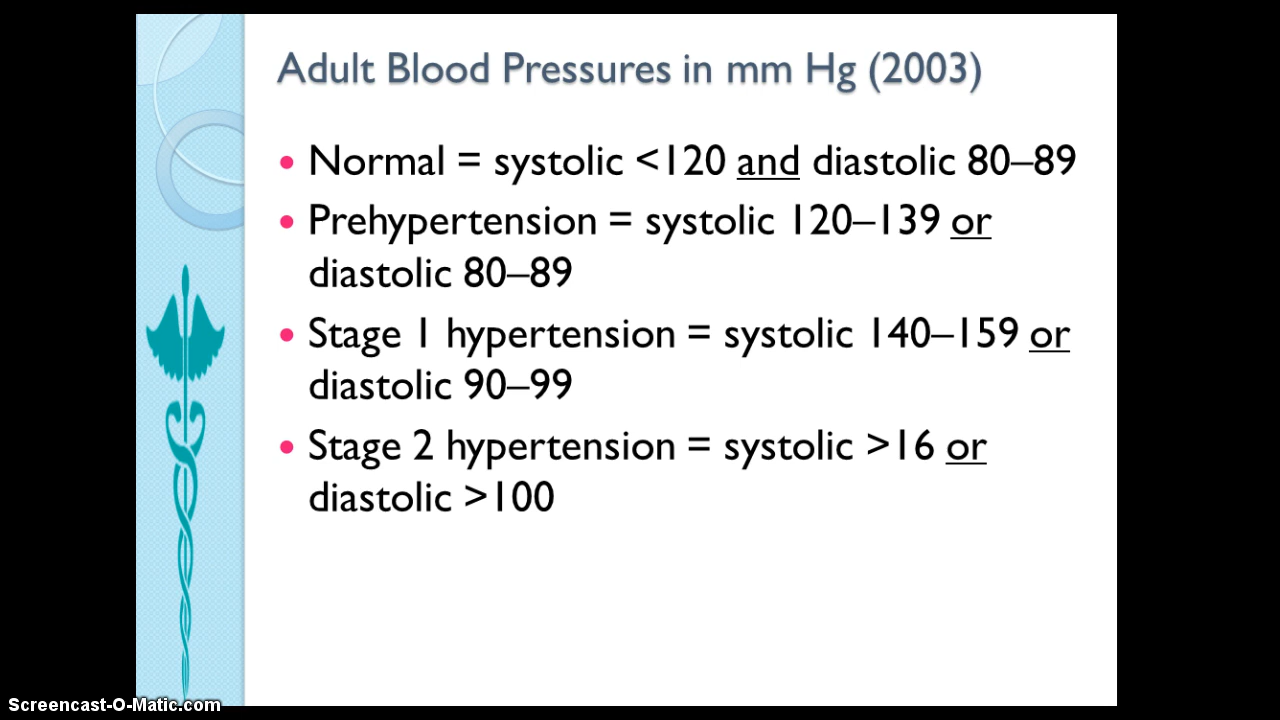 Adult Blood Pressures in mm Hg (2003)
• Normal = systolic <120 and diastolic 80–89
• Prehypertension = systolic 120–139 or
diastolic 80–89
• Stage 1 hypertension = systolic 140–159 or
diastolic 90–99
• Stage 2 hypertension = systolic >16 or
diastolic >100
Screencast-O-Matic.com